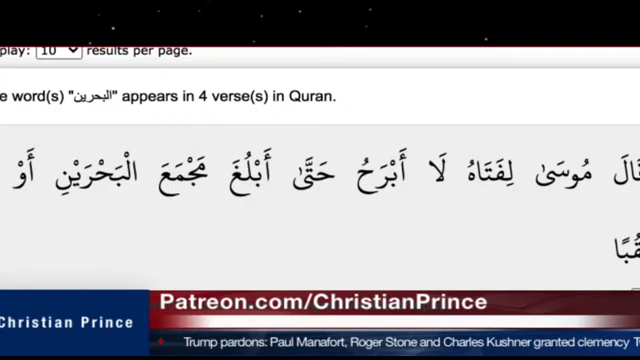 play: 10 results per page.
e word(s) "البحرين" appears in 4 verse(s) in Quran.
قَالَ مُوسَىٰ لِفَتَاهُ لَا أَبْرَحُ حَتَّىٰ أَبْلُغَ مَجْمَعَ الْبَحْرَيْنِ أَوْ
قُبًا
Patreon.com/ChristianPrince
Christian Prince
Trump pardons: Paul Manafort, Roger Stone and Charles Kushner granted clemency T